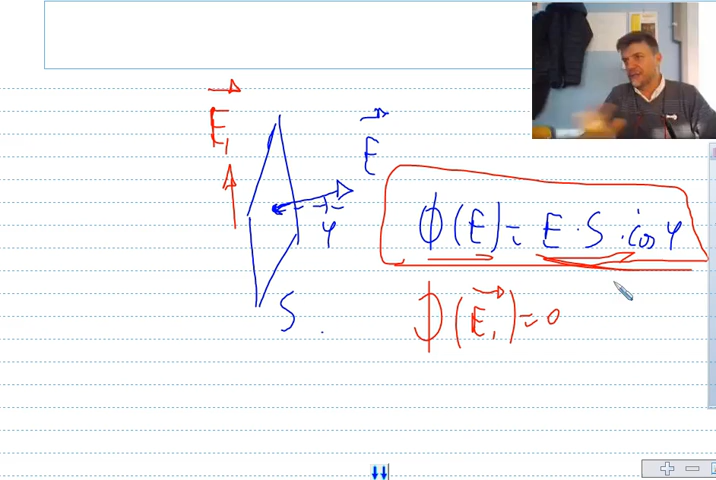 E₁
E
φ
Φ(E) = E · S · cos φ
S
Φ(E₁) = 0